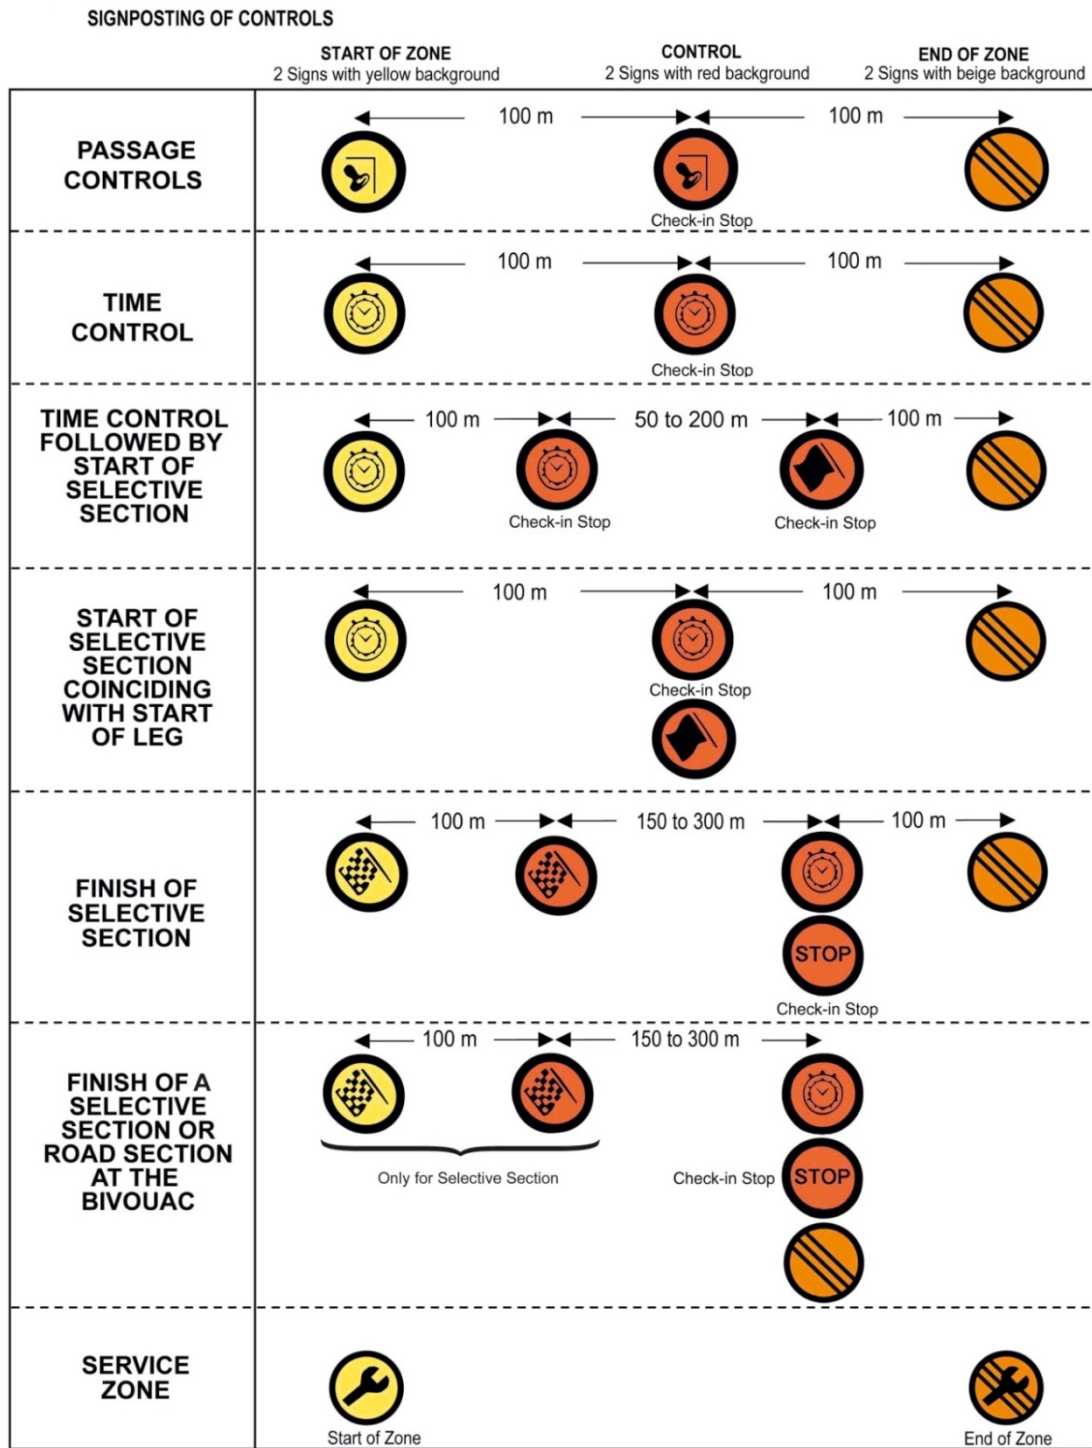 SIGNPOSTING OF CONTROLS
START OF ZONE
2 Signs with yellow background
CONTROL
2 Signs with red background
END OF ZONE
2 Signs with beige background
PASSAGE
CONTROLS
100 m
100 m
Check-in Stop
TIME
CONTROL
100 m
100 m
Check-in Stop
TIME CONTROL
FOLLOWED BY
START OF
SELECTIVE
SECTION
100 m
50 to 200 m
100 m
Check-in Stop
Check-in Stop
START OF
SELECTIVE
SECTION
COINCIDING
WITH START
OF LEG
100 m
100 m
Check-in Stop
FINISH OF
SELECTIVE
SECTION
100 m
150 to 300 m
100 m
STOP
Check-in Stop
FINISH OF A
SELECTIVE
SECTION OR
ROAD SECTION
AT THE
BIVOUAC
100 m
150 to 300 m
Only for Selective Section
Check-in Stop
STOP
SERVICE
ZONE
Start of Zone
End of Zone